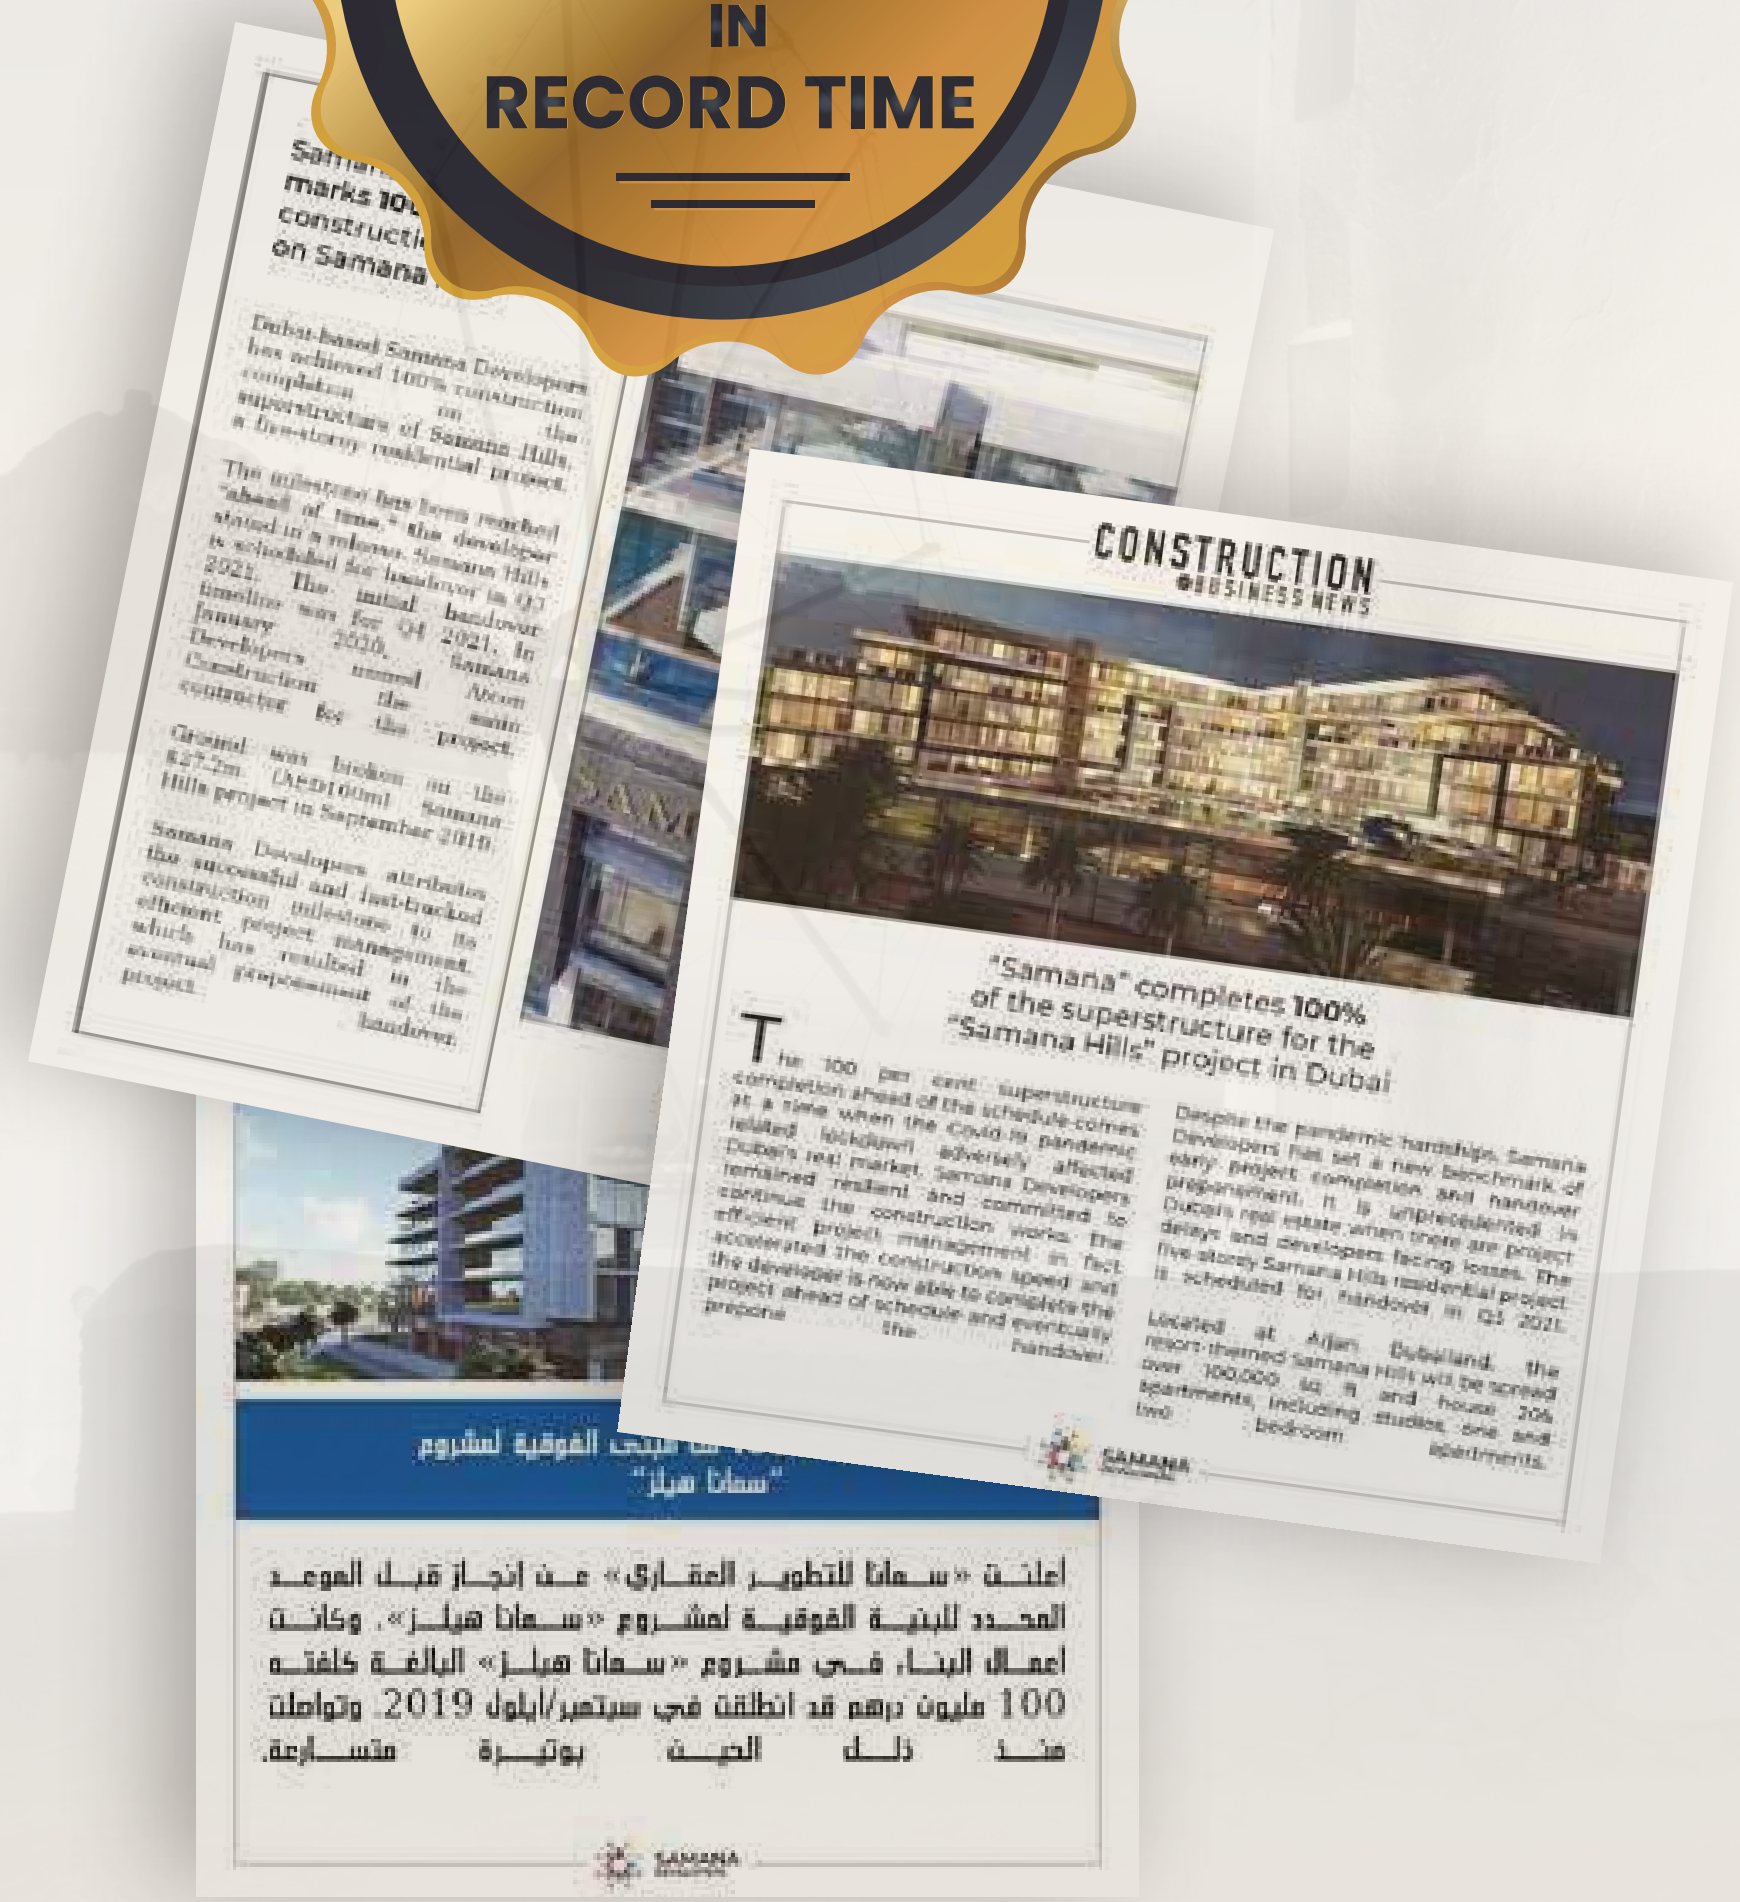 IN
RECORD TIME
marks
on Samana
Dubai-based Samana Developers
has achieved 100% construction
completion on the
superstructure of Samana Hills,
a five-storey residential project.
The milestone has been reached
"ahead of time," the developer
stated in a release. "Samana Hills
is scheduled for handover in Q3
2021. The initial handover
timeline was for Q4 2021. In
January 2020, Samana
Developers named
Construction the main
contractor for the project.
Ground was broken on the
$27.2m (AED100m) Samana
Hills project in September 2019.
Samana Developers attributes
the successful and fast-tracked
construction milestone to its
efficient project management,
which has resulted in the
eventual preponement of the
project handover.
CONSTRUCTION
BUSINESS NEWS
"Samana" completes 100%
of the superstructure for the
"Samana Hills" project in Dubai
The 100 per cent superstructure
completion ahead of the schedule comes
at a time when the Covid-19 pandemic
related lockdown adversely affected
Dubai's real market. Samana Developers
remained resilient and committed to
continue the construction works. The
efficient project management in fact
accelerated the construction speed and
the developer is now able to complete the
project ahead of schedule and eventually
prepone the handover.
Despite the pandemic hardships, Samana
Developers has set a new benchmark of
early project completion and handover
preponement. It is unprecedented in
Dubai's real estate when there are project
delays and developers facing losses. The
five-storey Samana Hills residential project
is scheduled for handover in 2021.
Located at Arjan, Dubailand, the
resort-themed Samana Hills will be spread
over 100,000 sq ft and house 206
apartments, including studios, one and
two bedroom apartments.
SAMANA
الفوقية لمشروع
"سمانا هيلز"
أعلنت «سمانا للتطوير العقاري» عن إنجاز قبل الموعد
المحدد للبنية الفوقية لمشروع «سمانا هيلز». وكانت
أعمال البناء في مشروع «سمانا هيلز» البالغة كلفته
100 مليون درهم قد انطلقت في سبتمبر/أيلول 2019. وتواصلت
منذ ذلك الحين بوتيرة متسارعة.
SAMANA